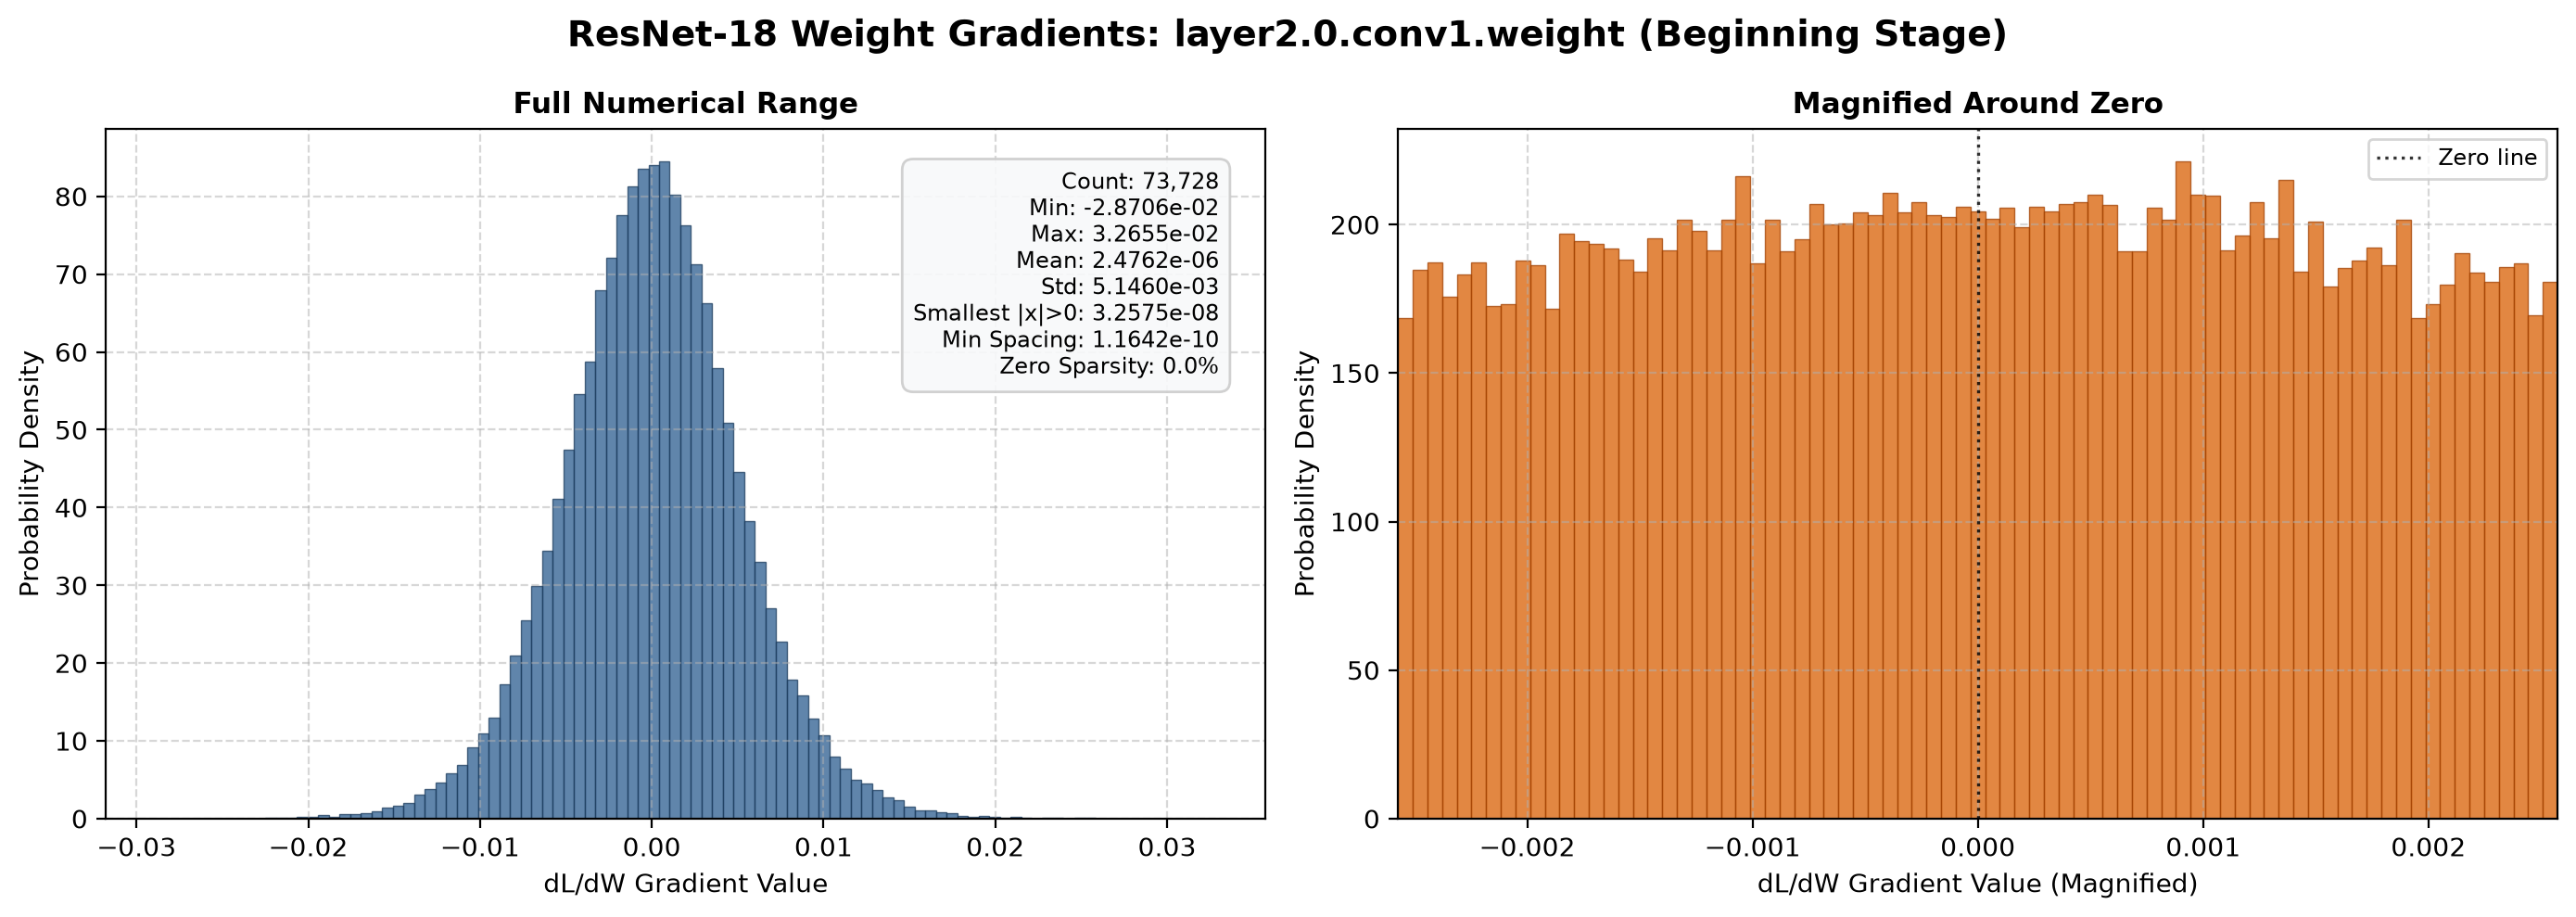 ResNet-18 Weight Gradients: layer2.0.conv1.weight (Beginning Stage)
Full Numerical Range
Probability Density
80
70
60
50
40
30
20
10
0
Count: 73,728
Min: -2.8706e-02
Max: 3.2655e-02
Mean: 2.4762e-06
Std: 5.1460e-03
Smallest |x|>0: 3.2575e-08
Min Spacing: 1.1642e-10
Zero Sparsity: 0.0%
−0.03 −0.02 −0.01 0.00 0.01 0.02 0.03
dL/dW Gradient Value
Magnified Around Zero
Probability Density
200
150
100
50
0
Zero line
−0.002 −0.001 0.000 0.001 0.002
dL/dW Gradient Value (Magnified)